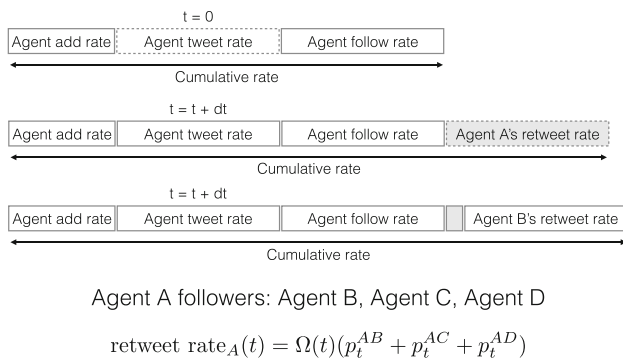 t = 0
Agent add rate Agent tweet rate Agent follow rate
Cumulative rate
t = t + dt
Agent add rate Agent tweet rate Agent follow rate Agent A's retweet rate
Cumulative rate
t = t + dt
Agent add rate Agent tweet rate Agent follow rate Agent B's retweet rate
Cumulative rate
Agent A followers: Agent B, Agent C, Agent D
retweet rate_A(t) = Ω(t)(p_t^{AB} + p_t^{AC} + p_t^{AD})